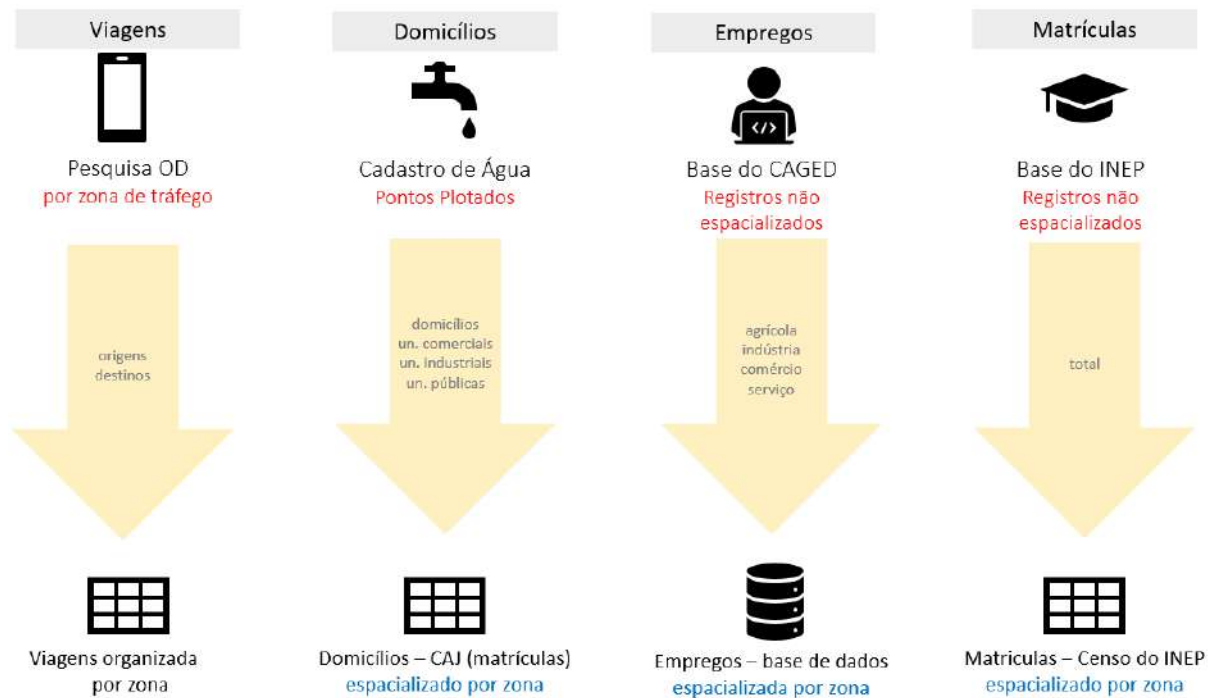 Viagens
Pesquisa OD
por zona de tráfego
origens
destinos
Viagens organizada
por zona
Domicílios
Cadastro de Água
Pontos Plotados
domicílios
un. comerciais
un. industriais
un. públicas
Domicílios – CAJ (matrículas)
espacializado por zona
Empregos
</>
Base do CAGED
Registros não
espacializados
agrícola
indústria
comércio
serviço
Empregos – base de dados
espacializada por zona
Matrículas
Base do INEP
Registros não
espacializados
total
Matriculas – Censo do INEP
espacializado por zona